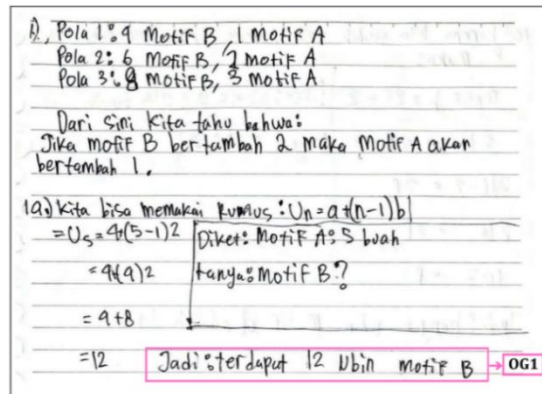 1), Pola 1: 4 Motif B, 1 motif A
Pola 2: 6 Motif B, 2 motif A
Pola 3: 8 motif B, 3 motif A
Dari sini kita tahu bahwa:
Jika motif B bertambah 2 maka Motif A akan
bertambah 1.
1a.) Kita bisa memakai rumus: Un = a+(n-1)b
= U5 = 4+(5-1)2 Diket: Motif A: 5 buah
= 4+(4)2 tanya: Motif B?
= 4+8
= 12 Jadi: terdapat 12 Ubin motif B OG1